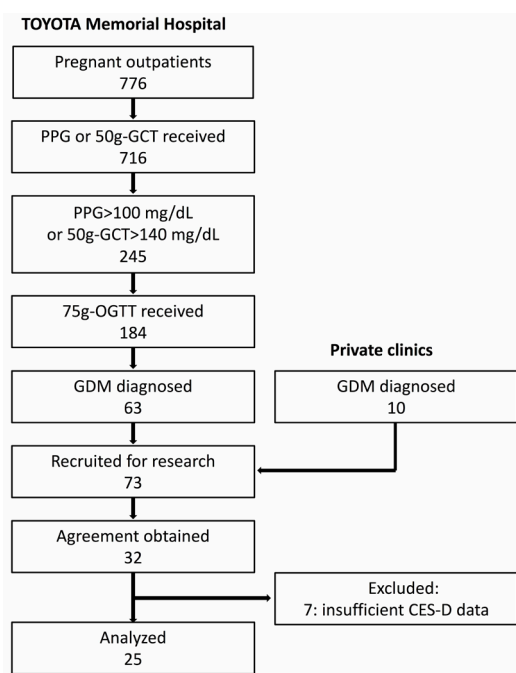 TOYOTA Memorial Hospital
Pregnant outpatients
776
PPG or 50g-GCT received
716
PPG>100 mg/dL
or 50g-GCT>140 mg/dL
245
75g-OGTT received
184
Private clinics
GDM diagnosed
63
GDM diagnosed
10
Recruited for research
73
Agreement obtained
32
Excluded:
7: insufficient CES-D data
Analyzed
25